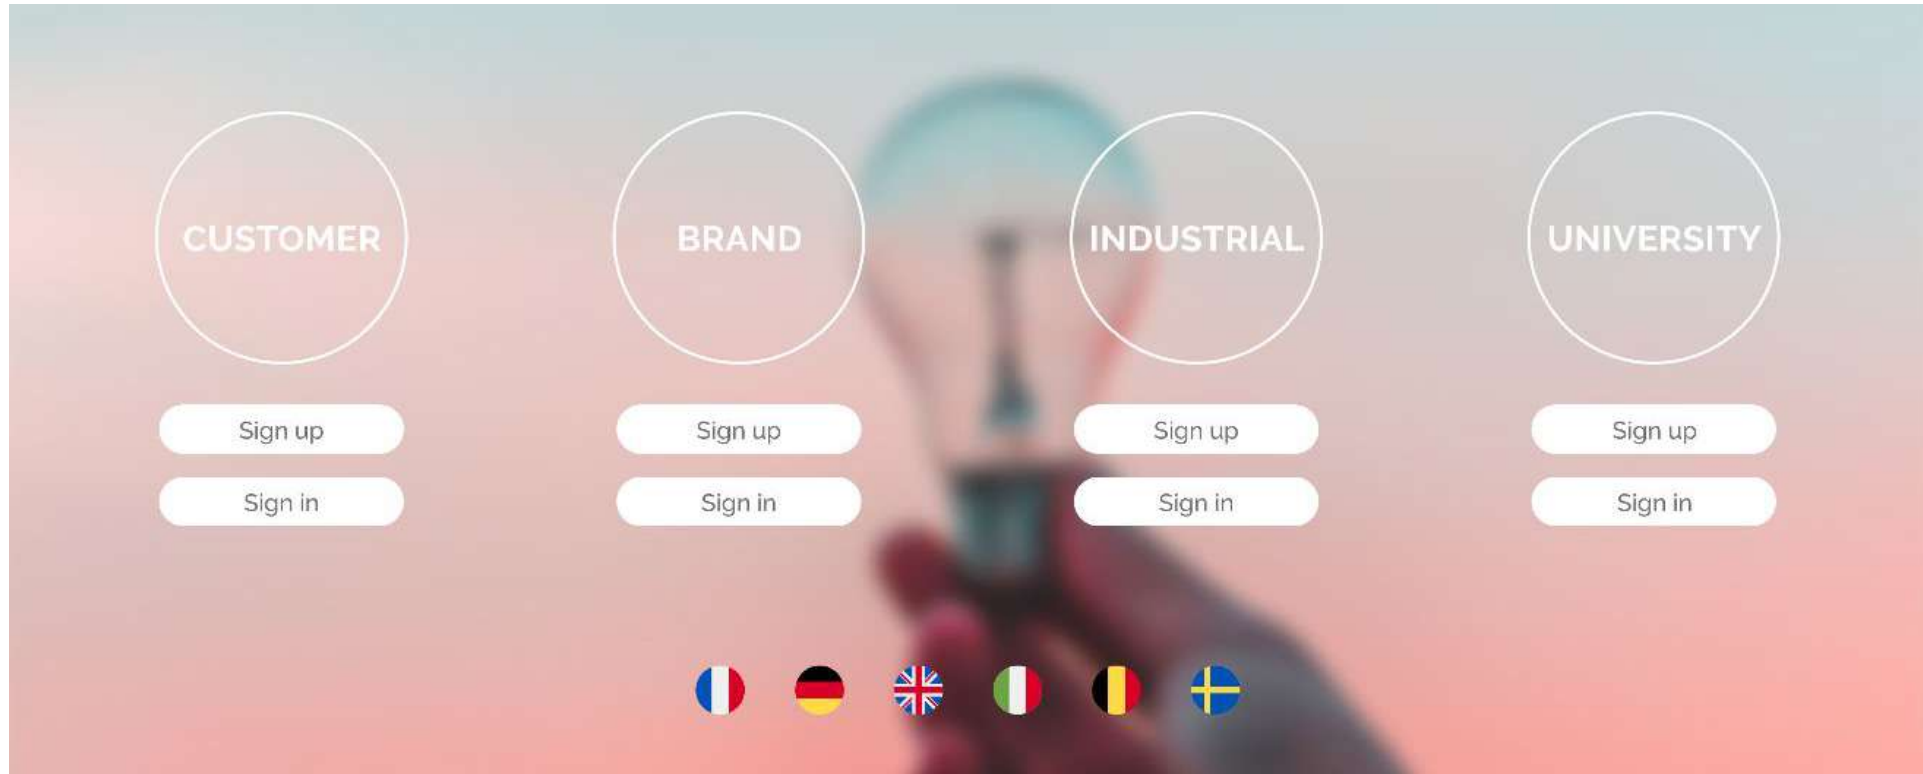 CUSTOMER
BRAND
INDUSTRIAL
UNIVERSITY
Sign up
Sign up
Sign up
Sign up
Sign in
Sign in
Sign in
Sign in